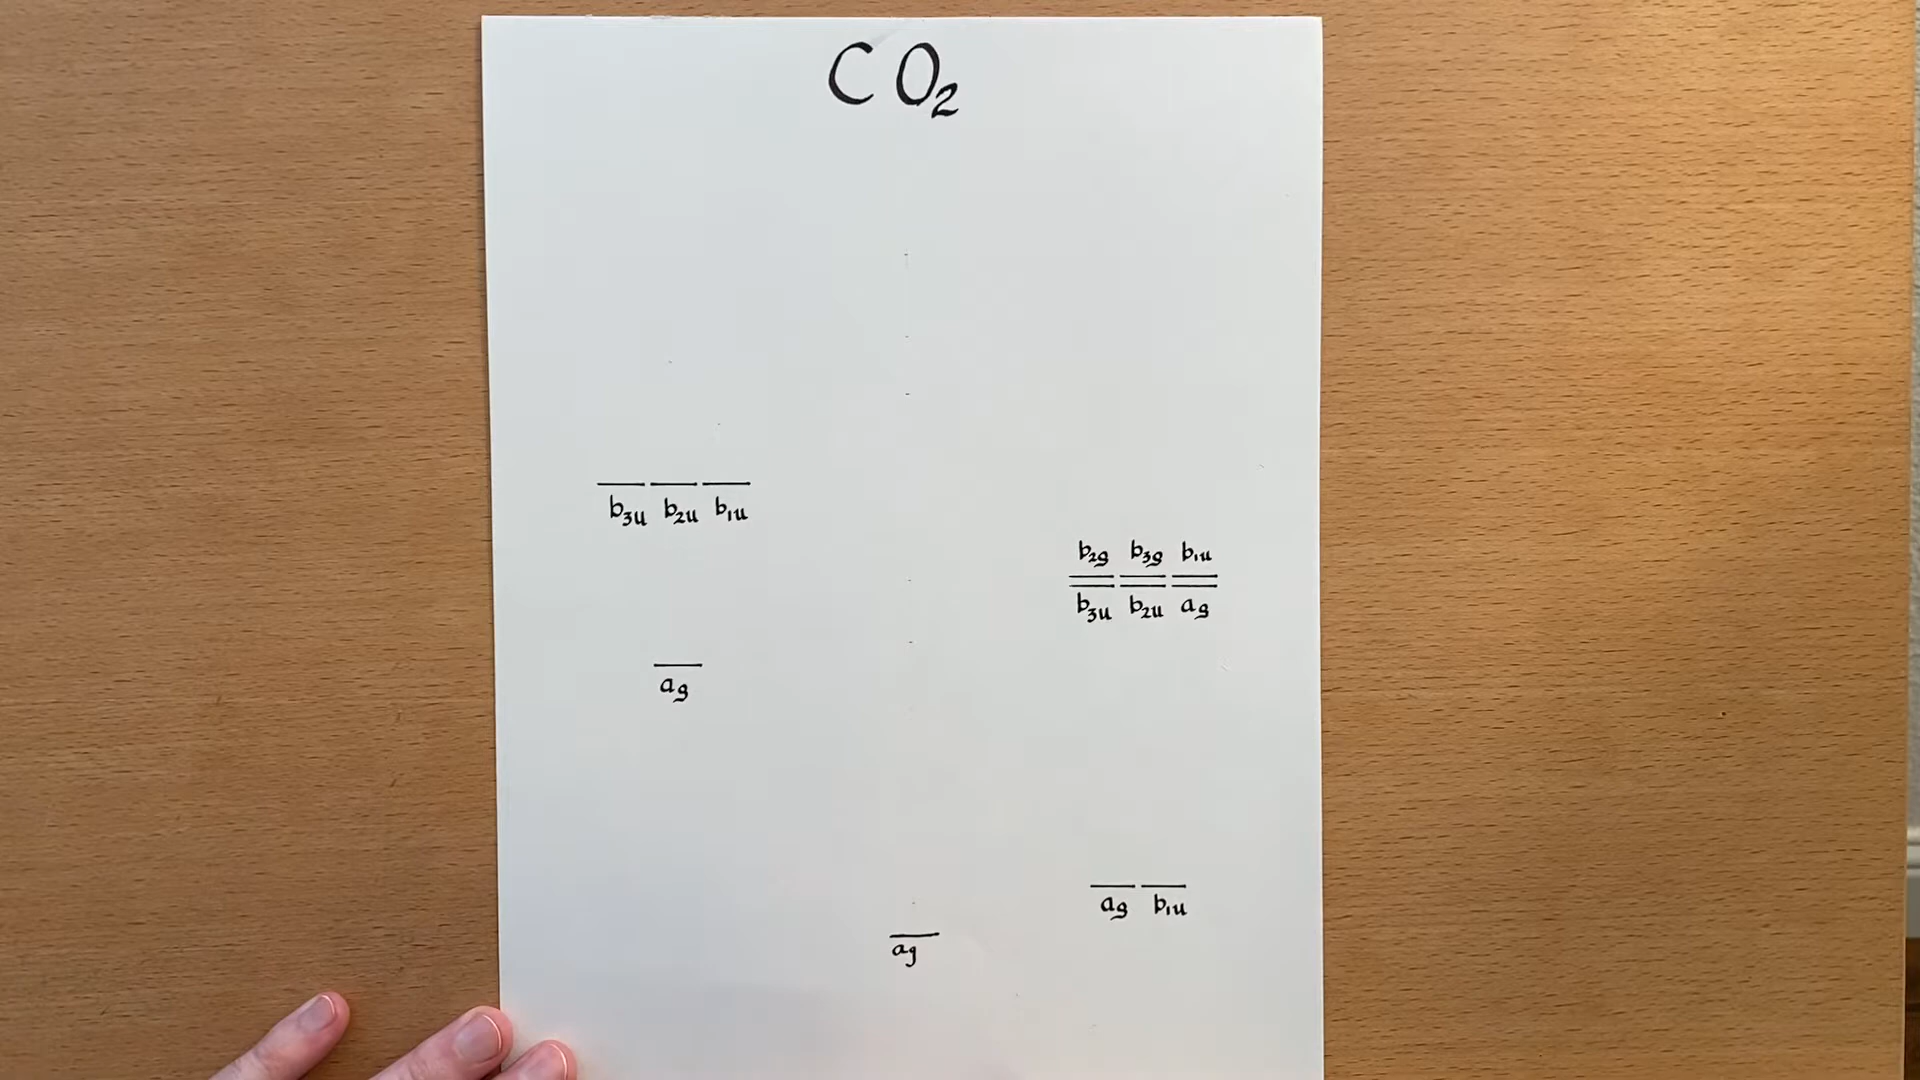 CO₂
b₃ᵤ b₂ᵤ b₁ᵤ
b₂g b₃g b₁ᵤ
b₃ᵤ b₂ᵤ ag
ag
ag b₁ᵤ
ag